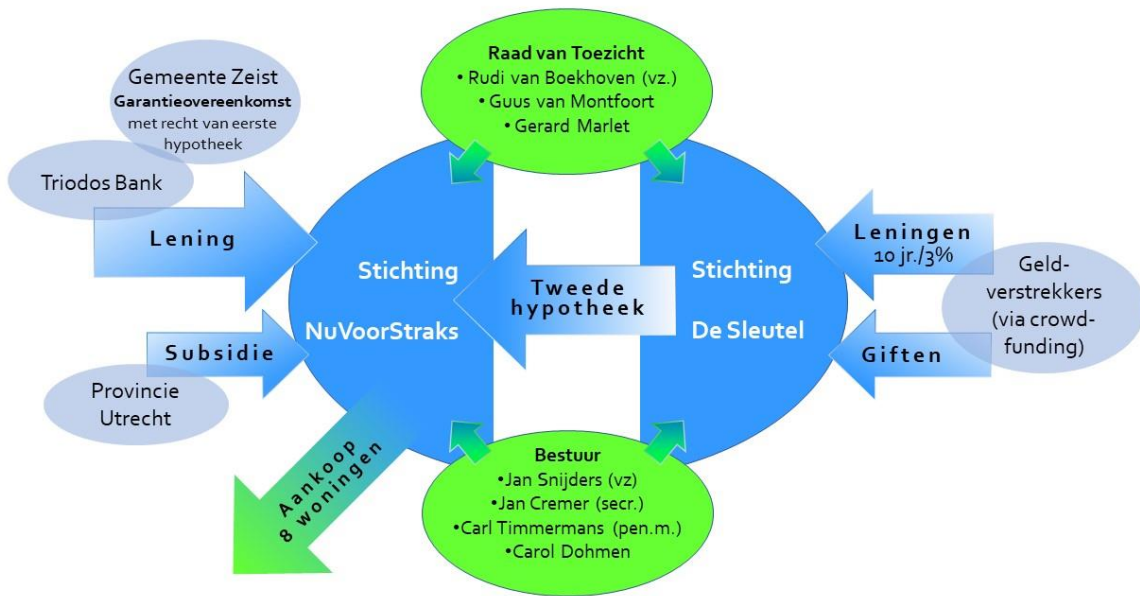 Raad van Toezicht
• Rudi van Boekhoven (vz.)
• Guus van Montfoort
• Gerard Marlet
Gemeente Zeist
Garantieovereenkomst
met recht van eerste
hypotheek
Triodos Bank
Lening
Subsidie
Provincie
Utrecht
Stichting
NuVoorStraks
Tweede
hypotheek
Stichting
De Sleutel
Leningen
10 jr./3%
Giften
Geld-
verstrekkers
(via crowd-
funding)
Aankoop
8 woningen
Bestuur
•Jan Snijders (vz)
•Jan Cremer (secr.)
•Carl Timmermans (pen.m.)
•Carol Dohmen